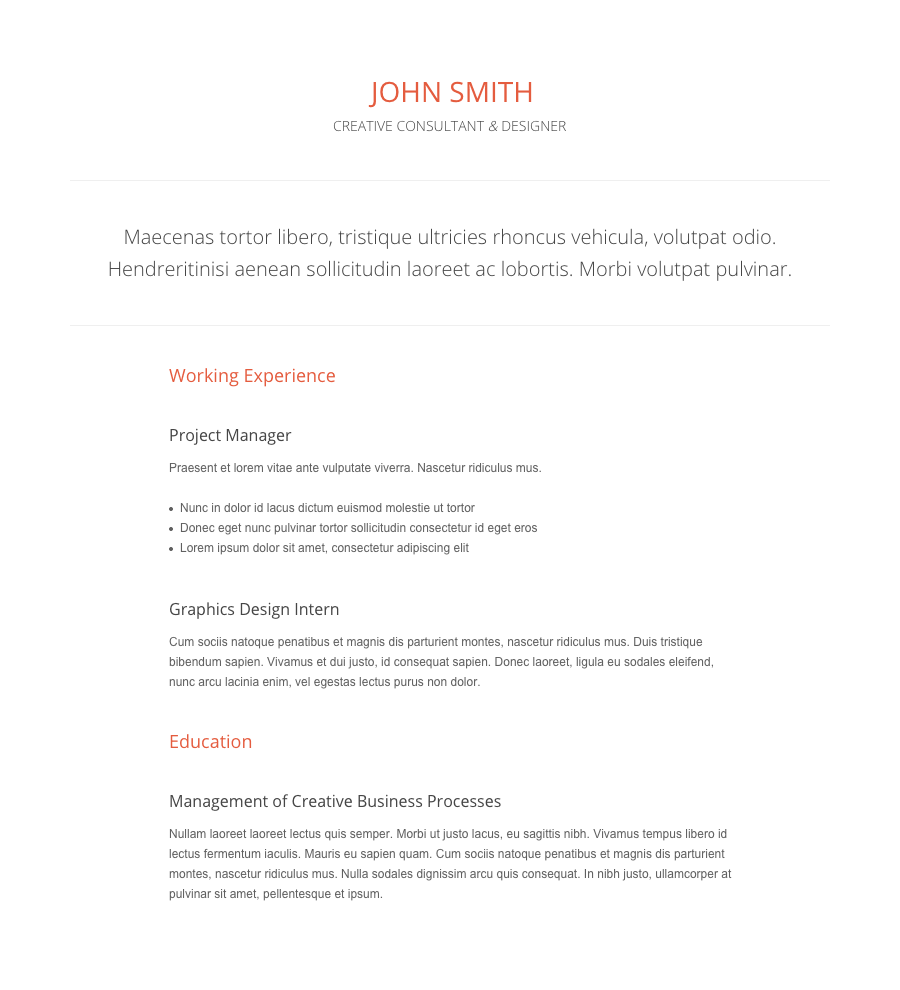 JOHN SMITH
CREATIVE CONSULTANT & DESIGNER
Maecenas tortor libero, tristique ultricies rhoncus vehicula, volutpat odio.
Hendreritinisi aenean sollicitudin laoreet ac lobortis. Morbi volutpat pulvinar.
Working Experience
Project Manager
Praesent et lorem vitae ante vulputate viverra. Nascetur ridiculus mus.
• Nunc in dolor id lacus dictum euismod molestie ut tortor
• Donec eget nunc pulvinar tortor sollicitudin consectetur id eget eros
• Lorem ipsum dolor sit amet, consectetur adipiscing elit
Graphics Design Intern
Cum sociis natoque penatibus et magnis dis parturient montes, nascetur ridiculus mus. Duis tristique
bibendum sapien. Vivamus et dui justo, id consequat sapien. Donec laoreet, ligula eu sodales eleifend,
nunc arcu lacinia enim, vel egestas lectus purus non dolor.
Education
Management of Creative Business Processes
Nullam laoreet laoreet lectus quis semper. Morbi ut justo lacus, eu sagittis nibh. Vivamus tempus libero id
lectus fermentum iaculis. Mauris eu sapien quam. Cum sociis natoque penatibus et magnis dis parturient
montes, nascetur ridiculus mus. Nulla sodales dignissim arcu quis consequat. In nibh justo, ullamcorper at
pulvinar sit amet, pellentesque et ipsum.